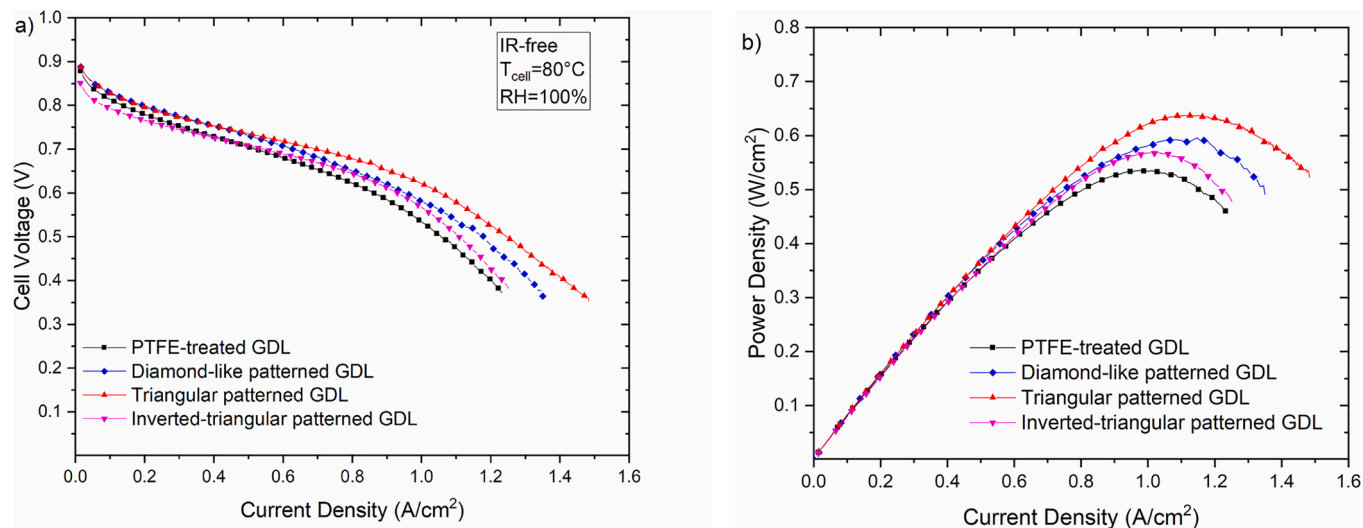 a)
1.0
0.9
0.8
0.7
0.6
0.5
0.4
0.3
0.2
0.1
Cell Voltage (V)
IR-free
T_cell=80°C
RH=100%
PTFE-treated GDL
Diamond-like patterned GDL
Triangular patterned GDL
Inverted-triangular patterned GDL
0.0 0.2 0.4 0.6 0.8 1.0 1.2 1.4 1.6
Current Density (A/cm²)
b)
0.8
0.7
0.6
0.5
0.4
0.3
0.2
0.1
Power Density (W/cm²)
PTFE-treated GDL
Diamond-like patterned GDL
Triangular patterned GDL
Inverted-triangular patterned GDL
0.0 0.2 0.4 0.6 0.8 1.0 1.2 1.4 1.6
Current Density (A/cm²)